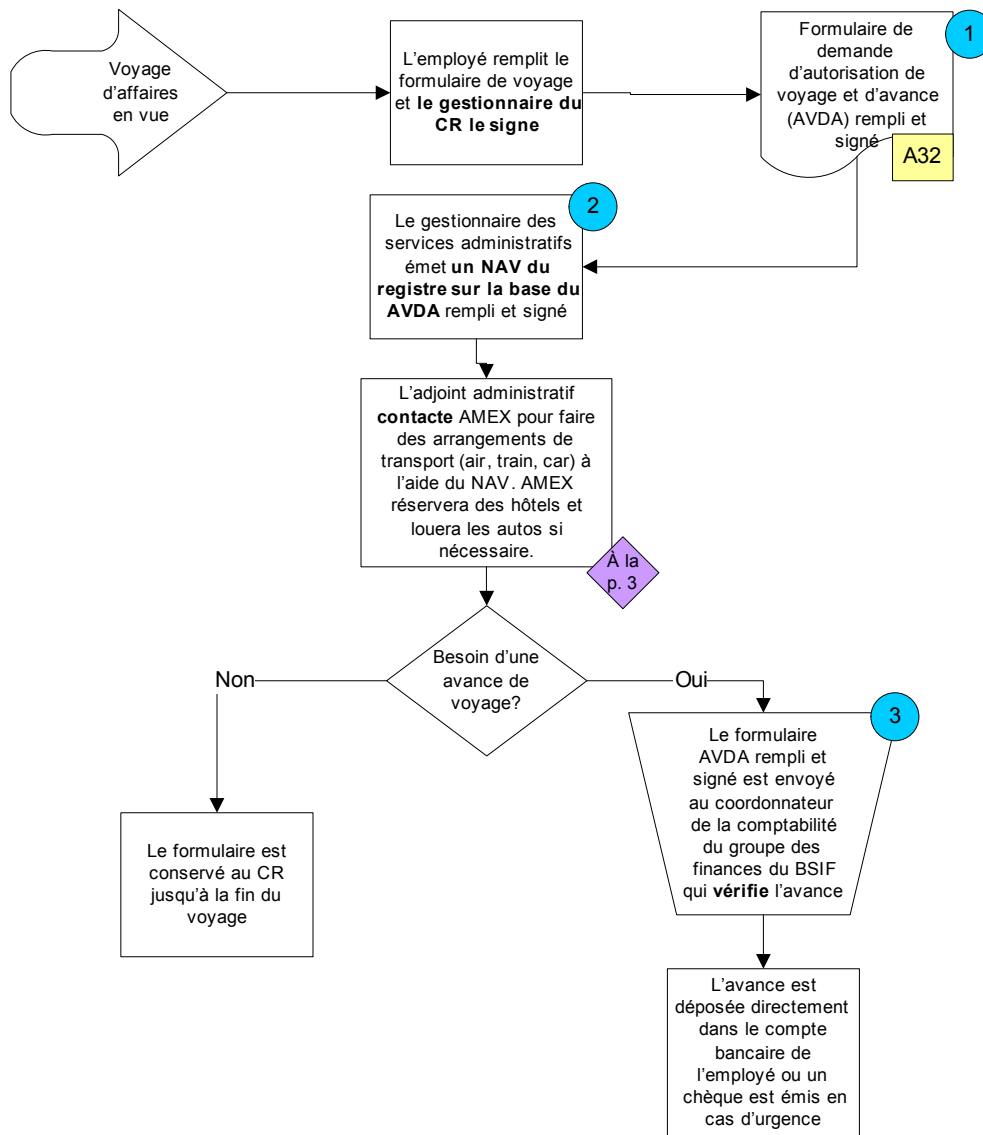 Voyage
d'affaires
en vue
L'employé remplit le
formulaire de voyage
et le gestionnaire du
CR le signe
1
Formulaire de
demande
d'autorisation de
voyage et d'avance
(AVDA) rempli et
signé
A32
2
Le gestionnaire des
services administratifs
émet un NAV du
registre sur la base du
AVDA rempli et signé
L'adjoint administratif
contacte AMEX pour faire
des arrangements de
transport (air, train, car) à
l'aide du NAV. AMEX
réservera des hôtels et
louera les autos si
nécessaire.
À la
p. 3
Besoin d'une
avance de
voyage?
Non
Oui
Le formulaire est
conservé au CR
jusqu'à la fin du
voyage
3
Le formulaire
AVDA rempli et
signé est envoyé
au coordonnateur
de la comptabilité
du groupe des
finances du BSIF
qui vérifie l'avance
L'avance est
déposée directement
dans le compte
bancaire de
l'employé ou un
chèque est émis en
cas d'urgence